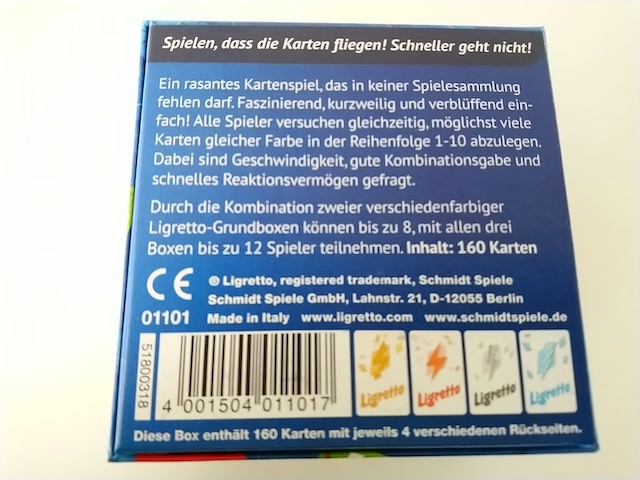 Spielen, dass die Karten fliegen! Schneller geht nicht!
Ein rasantes Kartenspiel, das in keiner Spielesammlung
fehlen darf. Faszinierend, kurzweilig und verblüffend ein-
fach! Alle Spieler versuchen gleichzeitig, möglichst viele
Karten gleicher Farbe in der Reihenfolge 1-10 abzulegen.
Dabei sind Geschwindigkeit, gute Kombinationsgabe und
schnelles Reaktionsvermögen gefragt.
Durch die Kombination zweier verschiedenfarbiger
Ligretto-Grundboxen können bis zu 8, mit allen drei
Boxen bis zu 12 Spieler teilnehmen. Inhalt: 160 Karten
CE
® Ligretto, registered trademark, Schmidt Spiele
Schmidt Spiele GmbH, Lahnstr. 21, D-12055 Berlin
01101 Made in Italy www.ligretto.com www.schmidtspiele.de
51800318
4 001504 011017
Ligretto Ligretto Ligretto Ligretto
Diese Box enthält 160 Karten mit jeweils 4 verschiedenen Rückseiten.